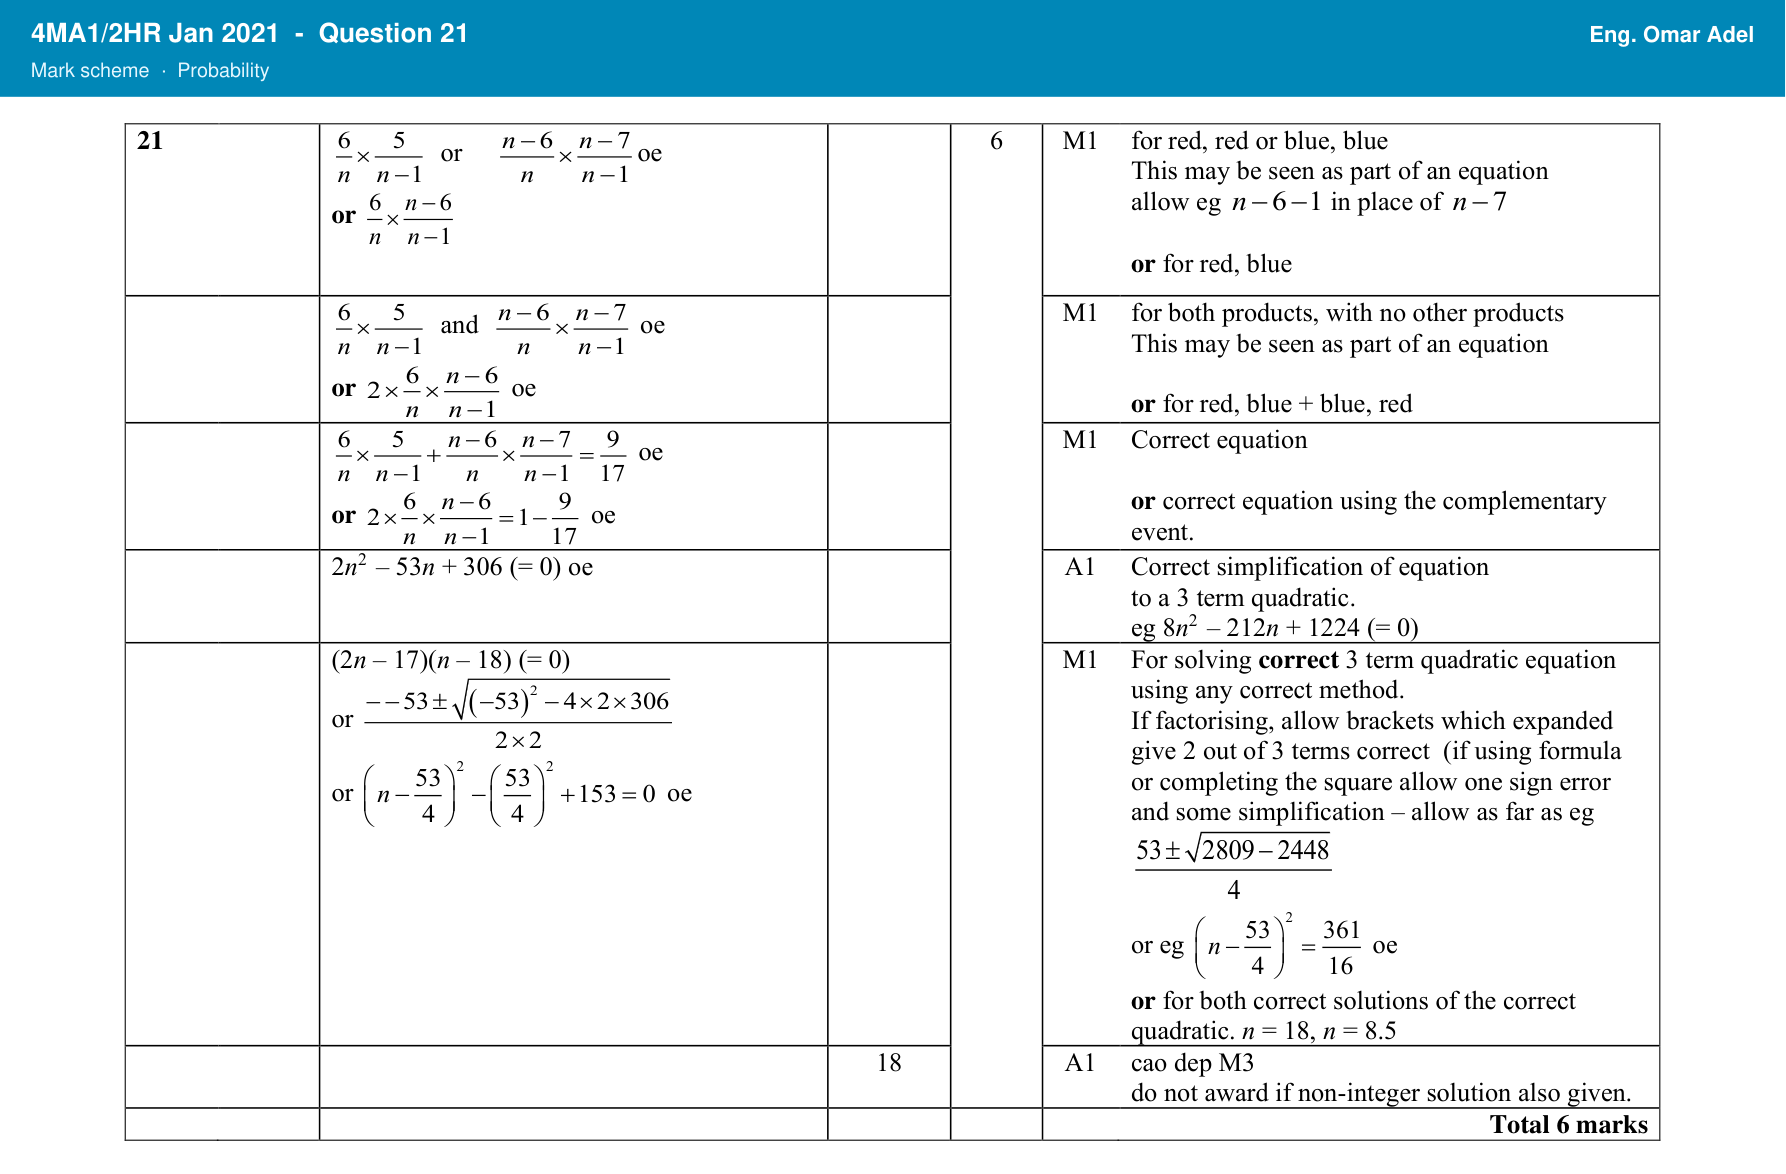 4MA1/2HR Jan 2021 - Question 21
Eng. Omar Adel
Mark scheme · Probability
21
6/n × 5/(n−1) or (n−6)/n × (n−7)/(n−1) oe
or 6/n × (n−6)/(n−1)
6
M1
for red, red or blue, blue
This may be seen as part of an equation
allow eg n−6−1 in place of n−7
or for red, blue
6/n × 5/(n−1) and (n−6)/n × (n−7)/(n−1) oe
or 2× 6/n × (n−6)/(n−1) oe
M1
for both products, with no other products
This may be seen as part of an equation
or for red, blue + blue, red
6/n × 5/(n−1) + (n−6)/n × (n−7)/(n−1) = 9/17 oe
or 2× 6/n × (n−6)/(n−1) = 1− 9/17 oe
M1
Correct equation
or correct equation using the complementary
event.
2n² – 53n + 306 (= 0) oe
A1
Correct simplification of equation
to a 3 term quadratic.
eg 8n² – 212n + 1224 (= 0)
(2n – 17)(n – 18) (= 0)
or (−−53±√((−53)² −4×2×306))/(2×2)
or (n− 53/4)² − (53/4)² +153 = 0 oe
M1
For solving correct 3 term quadratic equation
using any correct method.
If factorising, allow brackets which expanded
give 2 out of 3 terms correct (if using formula
or completing the square allow one sign error
and some simplification – allow as far as eg
(53±√(2809−2448))/4
or eg (n− 53/4)² = 361/16 oe
or for both correct solutions of the correct
quadratic. n = 18, n = 8.5
18
A1
cao dep M3
do not award if non-integer solution also given.
Total 6 marks